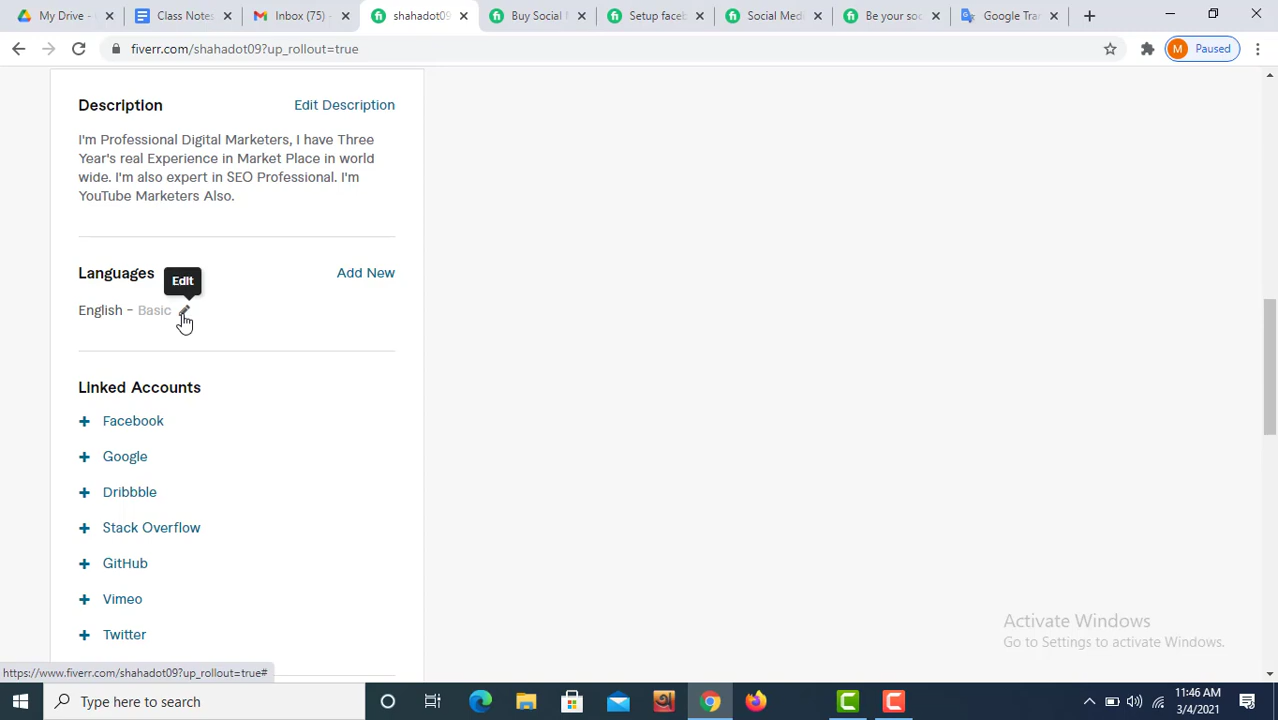 My Drive -
Class Notes
Inbox (75) -
shahadot09
Buy Social M
Setup faceb
Social Medi
Be your soc
Google Tran
fiverr.com/shahadot09?up_rollout=true
M
Paused
Description
Edit Description
I'm Professional Digital Marketers, I have Three
Year's real Experience in Market Place in world
wide. I'm also expert in SEO Professional. I'm
YouTube Marketers Also.
Languages
Edit
Add New
English - Basic
Linked Accounts
Facebook
Google
Dribbble
Stack Overflow
GitHub
Vimeo
Twitter
Activate Windows
Go to Settings to activate Windows.
https://www.fiverr.com/shahadot09?up_rollout=true#
Type here to search
11:46 AM
3/4/2021